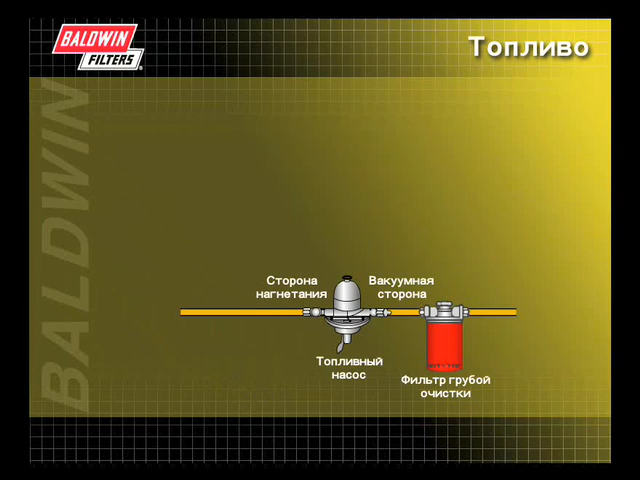 BALDWIN
FILTERS
Топливо
BALDWIN
Сторона
нагнетания
Вакуумная
сторона
Топливный
насос
Фильтр грубой
очистки